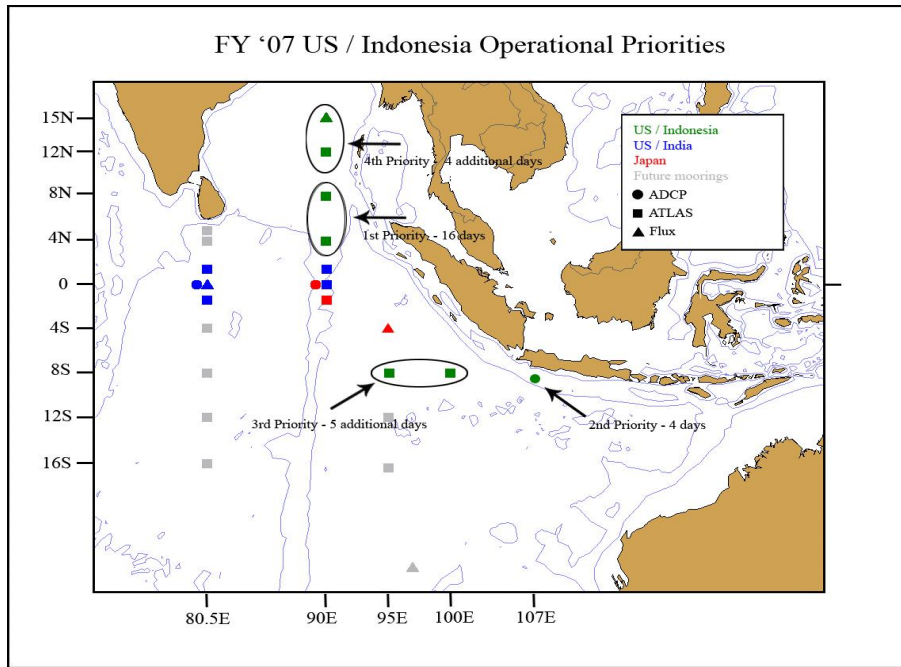 FY ‘07 US / Indonesia Operational Priorities
15N
12N
8N
4N
0
4S
8S
12S
16S
US / Indonesia
US / India
Japan
Future moorings
ADCP
ATLAS
Flux
4th Priority - 4 additional days
1st Priority - 16 days
3rd Priority - 5 additional days
2nd Priority - 4 days
80.5E
90E
95E
100E
107E